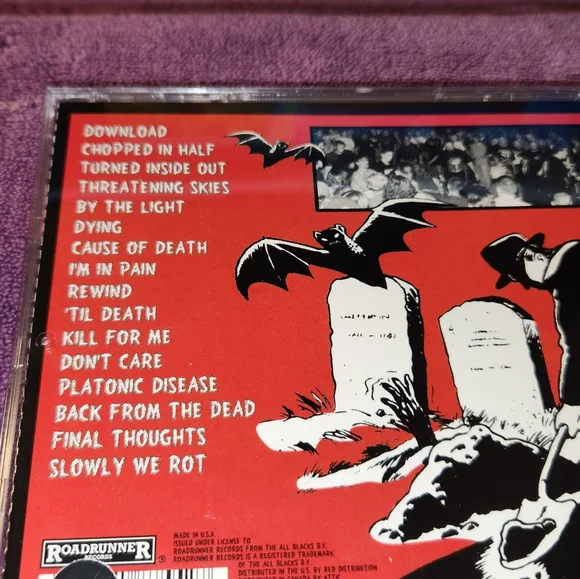 DOWNLOAD
CHOPPED IN HALF
TURNED INSIDE OUT
THREATENING SKIES
BY THE LIGHT
DYING
CAUSE OF DEATH
I'M IN PAIN
REWIND
'TIL DEATH
KILL FOR ME
DON'T CARE
PLATONIC DISEASE
BACK FROM THE DEAD
FINAL THOUGHTS
SLOWLY WE ROT
ROADRUNNER
RECORDS
MADE IN U.S.A.
ISSUED UNDER LICENSE TO
ROADRUNNER RECORDS FROM THE ALL BLACKS B.V.
ROADRUNNER RECORDS IS A REGISTERED TRADEMARK
OF THE ALL BLACKS B.V.
DISTRIBUTED IN THE U.S. BY RED DISTRIBUTION